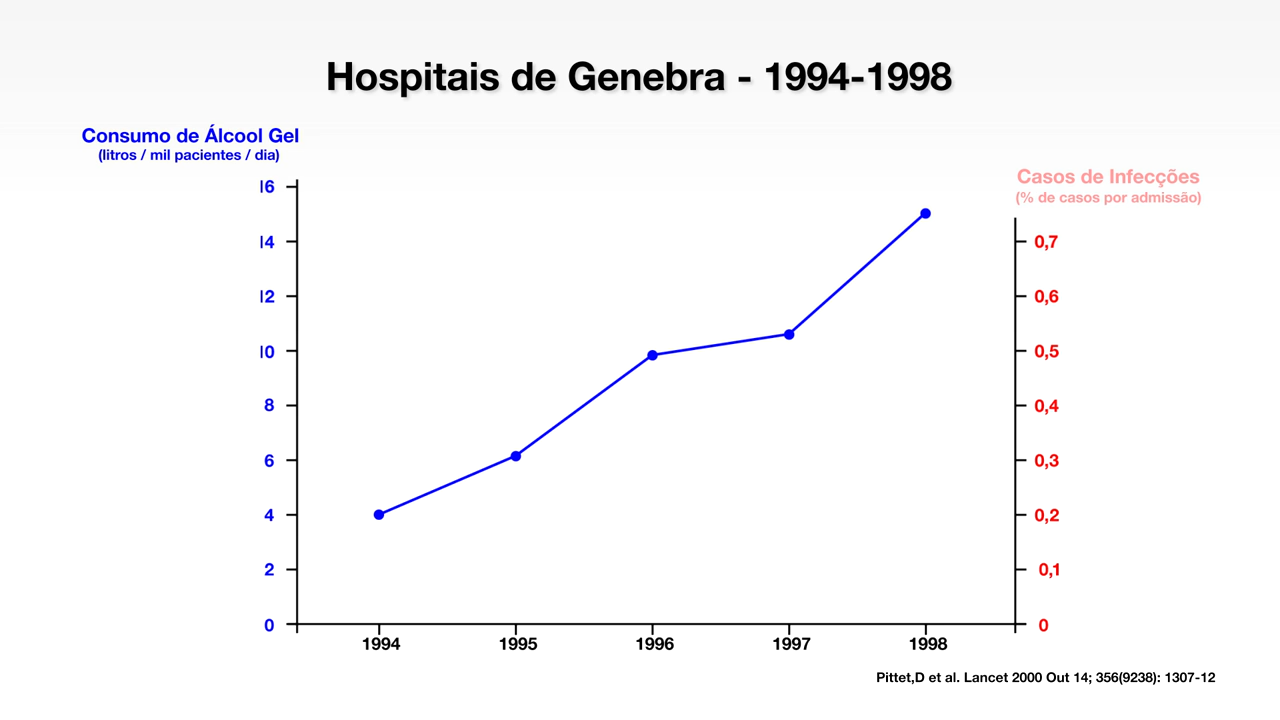 Hospitais de Genebra - 1994-1998
Consumo de Álcool Gel
(litros / mil pacientes / dia)
Casos de Infecções
(% de casos por admissão)
16
14
12
10
8
6
4
2
0
0,7
0,6
0,5
0,4
0,3
0,2
0,1
0
1994 1995 1996 1997 1998
Pittet,D et al. Lancet 2000 Out 14; 356(9238): 1307-12